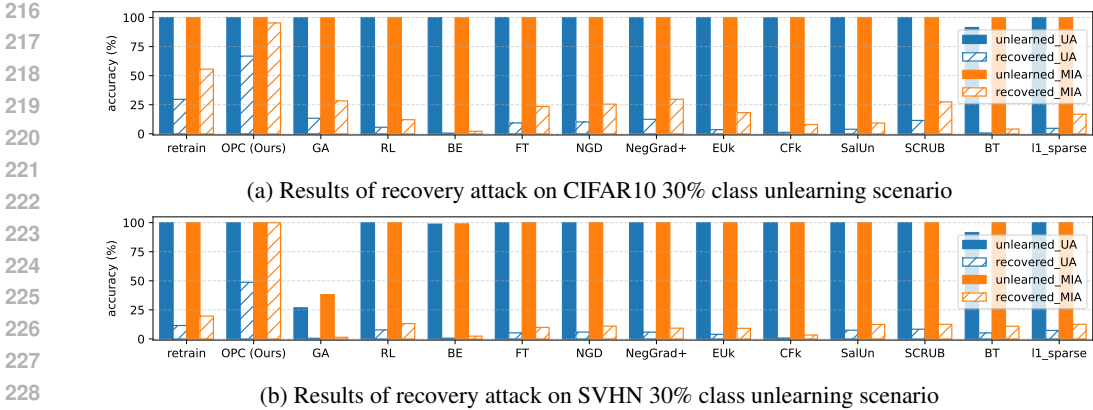 216
217
218
219
220
221
222
223
224
225
226
227
228
accuracy (%)
100
75
50
25
0
unlearned_UA
recovered_UA
unlearned_MIA
recovered_MIA
retrain OPC (Ours) GA RL BE FT NGD NegGrad+ EUk CFk SalUn SCRUB BT l1_sparse
(a) Results of recovery attack on CIFAR10 30% class unlearning scenario
accuracy (%)
100
75
50
25
0
unlearned_UA
recovered_UA
unlearned_MIA
recovered_MIA
retrain OPC (Ours) GA RL BE FT NGD NegGrad+ EUk CFk SalUn SCRUB BT l1_sparse
(b) Results of recovery attack on SVHN 30% class unlearning scenario